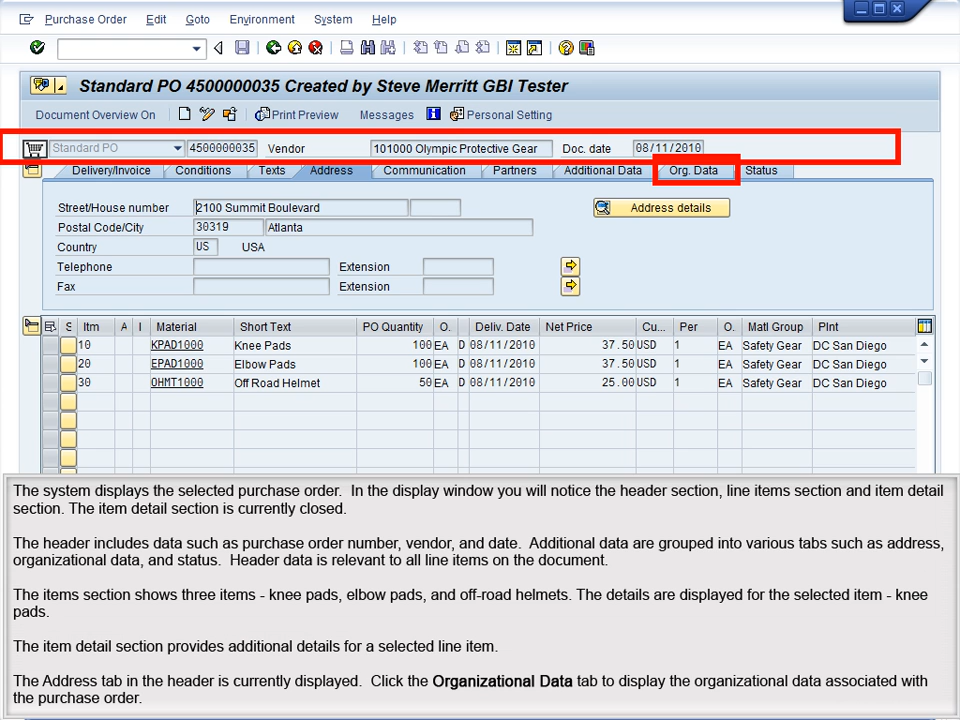 Purchase Order Edit Goto Environment System Help
Standard PO 4500000035 Created by Steve Merritt GBI Tester
Document Overview On Print Preview Messages Personal Setting
Standard PO 4500000035 Vendor 101000 Olympic Protective Gear Doc. date 08/11/2010
Delivery/Invoice Conditions Texts Address Communication Partners Additional Data Org. Data Status
Street/House number 2100 Summit Boulevard Address details
Postal Code/City 30319 Atlanta
Country US USA
Telephone Extension
Fax Extension
S Itm A I Material Short Text PO Quantity O. Deliv. Date Net Price Cu... Per O. Matl Group Plnt
10 KPAD1000 Knee Pads 100 EA D 08/11/2010 37.50 USD 1 EA Safety Gear DC San Diego
20 EPAD1000 Elbow Pads 100 EA D 08/11/2010 37.50 USD 1 EA Safety Gear DC San Diego
30 OHMT1000 Off Road Helmet 50 EA D 08/11/2010 25.00 USD 1 EA Safety Gear DC San Diego
The system displays the selected purchase order. In the display window you will notice the header section, line items section and item detail
section. The item detail section is currently closed.
The header includes data such as purchase order number, vendor, and date. Additional data are grouped into various tabs such as address,
organizational data, and status. Header data is relevant to all line items on the document.
The items section shows three items - knee pads, elbow pads, and off-road helmets. The details are displayed for the selected item - knee
pads.
The item detail section provides additional details for a selected line item.
The Address tab in the header is currently displayed. Click the Organizational Data tab to display the organizational data associated with
the purchase order.